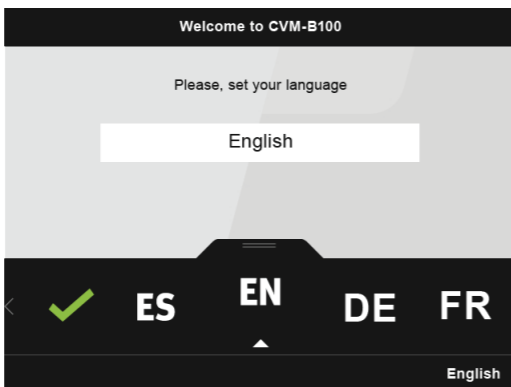 Welcome to CVM-B100
Please, set your language
English
ES EN DE FR
English